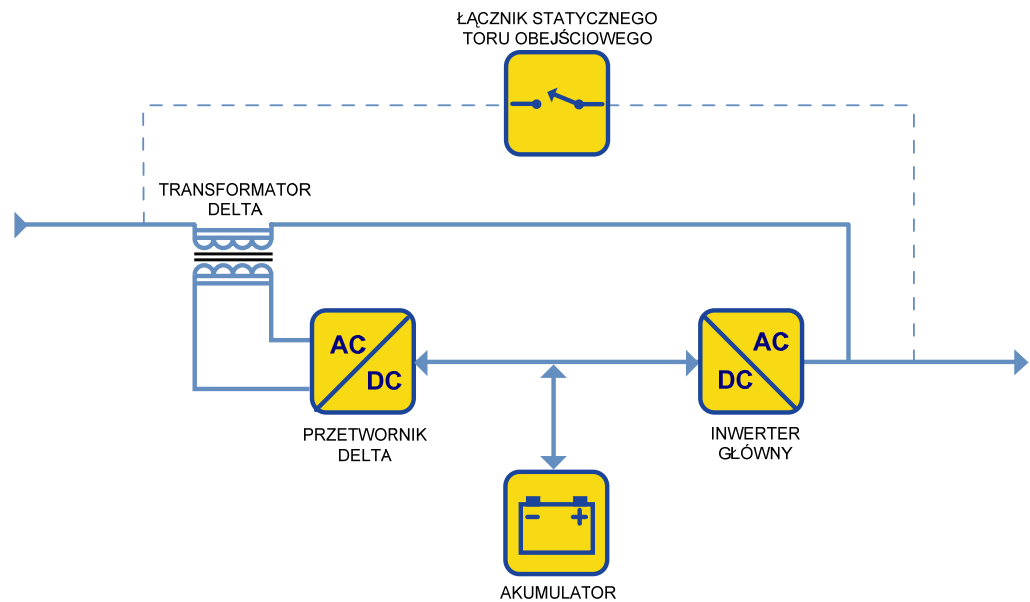 ŁĄCZNIK STATYCZNEGO
TORU OBEJŚCIOWEGO
TRANSFORMATOR
DELTA
AC
DC
AC
DC
PRZETWORNIK
DELTA
INWERTER
GŁÓWNY
AKUMULATOR